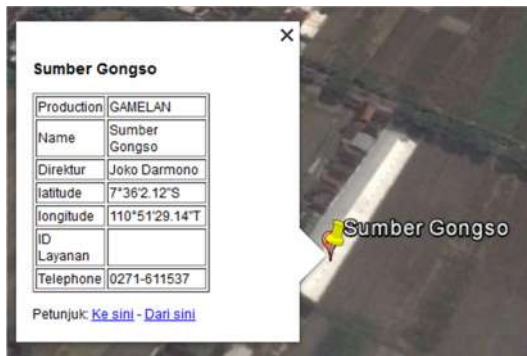 Sumber Gongso
Production GAMELAN
Name Sumber Gongso
Direktur Joko Darmono
latitude 7°36'2.12"S
longitude 110°51'29.14"T
ID Layanan
Telephone 0271-611537
Petunjuk: Ke sini - Dari sini
Sumber Gongso